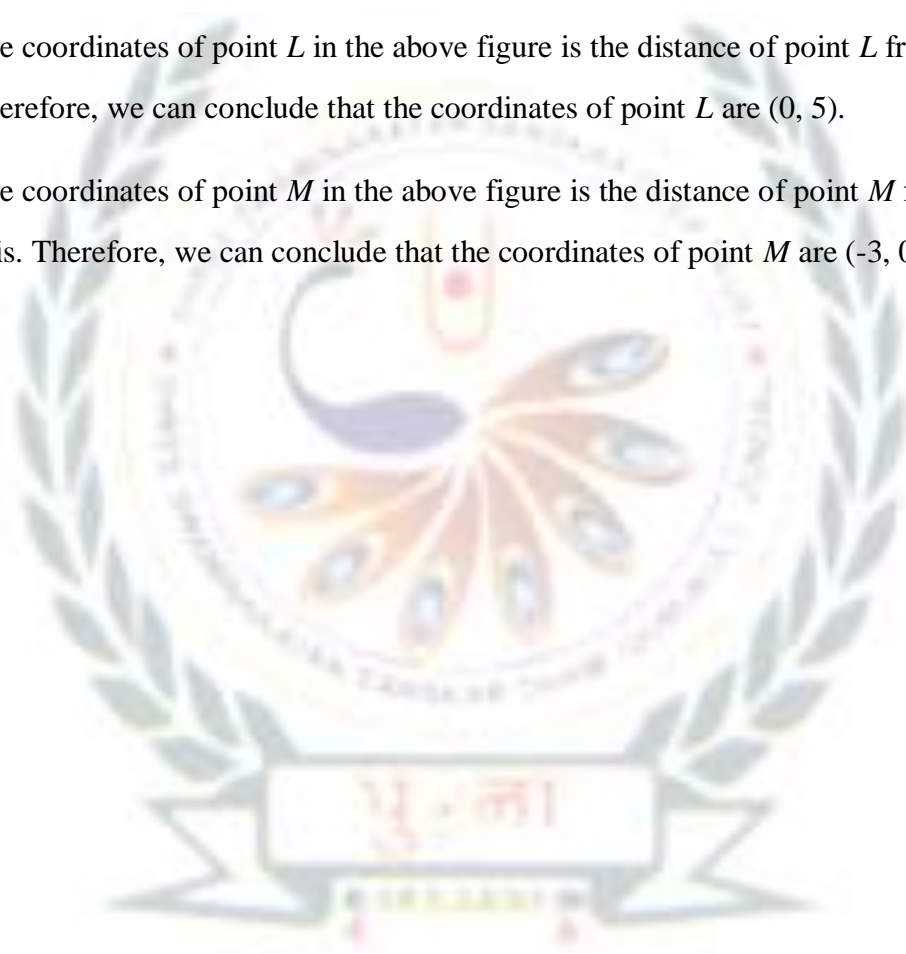 e coordinates of point L in the above figure is the distance of point L fr
erefore, we can conclude that the coordinates of point L are (0, 5).
e coordinates of point M in the above figure is the distance of point M
is. Therefore, we can conclude that the coordinates of point M are (-3, 0
પુ - ના